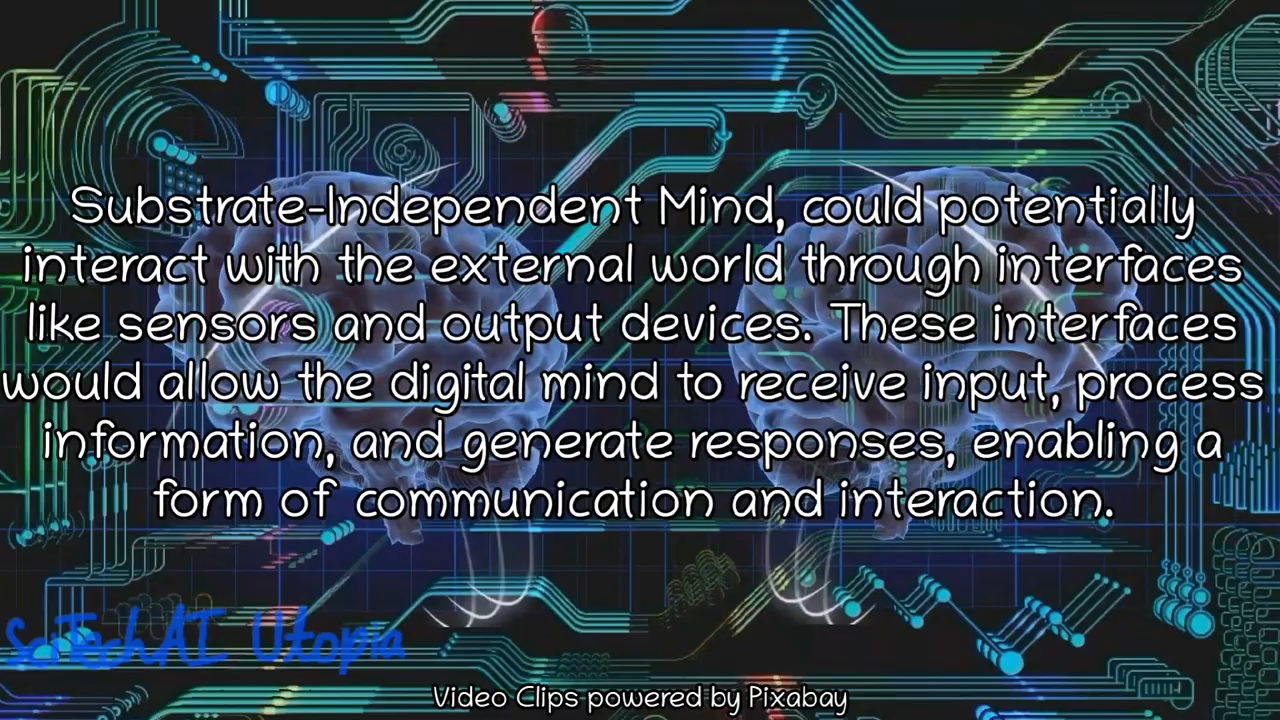 Substrate-Independent Mind, could potentially
interact with the external world through interfaces
like sensors and output devices. These interfaces
would allow the digital mind to receive input, process
information, and generate responses, enabling a
form of communication and interaction.
SciTechAI Utopia
Video Clips powered by Pixabay